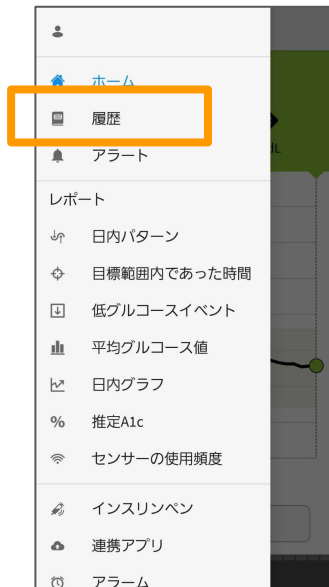 ホーム
履歴
アラート
レポート
日内パターン
目標範囲内であった時間
低グルコースイベント
平均グルコース値
日内グラフ
% 推定A1c
センサーの使用頻度
インスリンペン
連携アプリ
アラーム